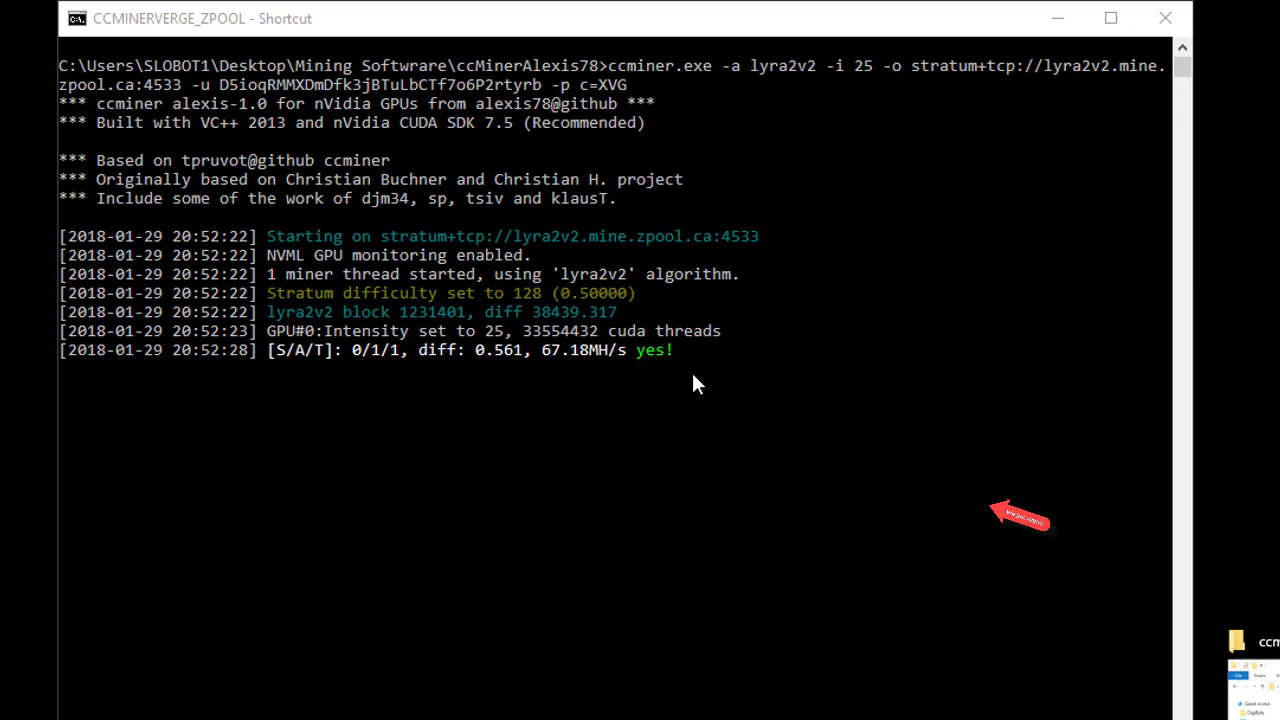 CCMINERVERGE_ZPOOL - Shortcut
C:\Users\SLOBOT1\Desktop\Mining Softwrare\ccMinerAlexis78>ccminer.exe -a lyra2v2 -i 25 -o stratum+tcp://lyra2v2.mine.
zpool.ca:4533 -u D5ioqRMMXDmDfk3jBTuLbCTf7o6P2rtyrb -p c=XVG
*** ccminer alexis-1.0 for nVidia GPUs from alexis78@github ***
*** Built with VC++ 2013 and nVidia CUDA SDK 7.5 (Recommended)
*** Based on tpruvot@github ccminer
*** Originally based on Christian Buchner and Christian H. project
*** Include some of the work of djm34, sp, tsiv and klausT.
[2018-01-29 20:52:22] Starting on stratum+tcp://lyra2v2.mine.zpool.ca:4533
[2018-01-29 20:52:22] NVML GPU monitoring enabled.
[2018-01-29 20:52:22] 1 miner thread started, using 'lyra2v2' algorithm.
[2018-01-29 20:52:22] Stratum difficulty set to 128 (0.50000)
[2018-01-29 20:52:22] lyra2v2 block 1231401, diff 38439.317
[2018-01-29 20:52:23] GPU#0:Intensity set to 25, 33554432 cuda threads
[2018-01-29 20:52:28] [S/A/T]: 0/1/1, diff: 0.561, 67.18MH/s yes!
ccm